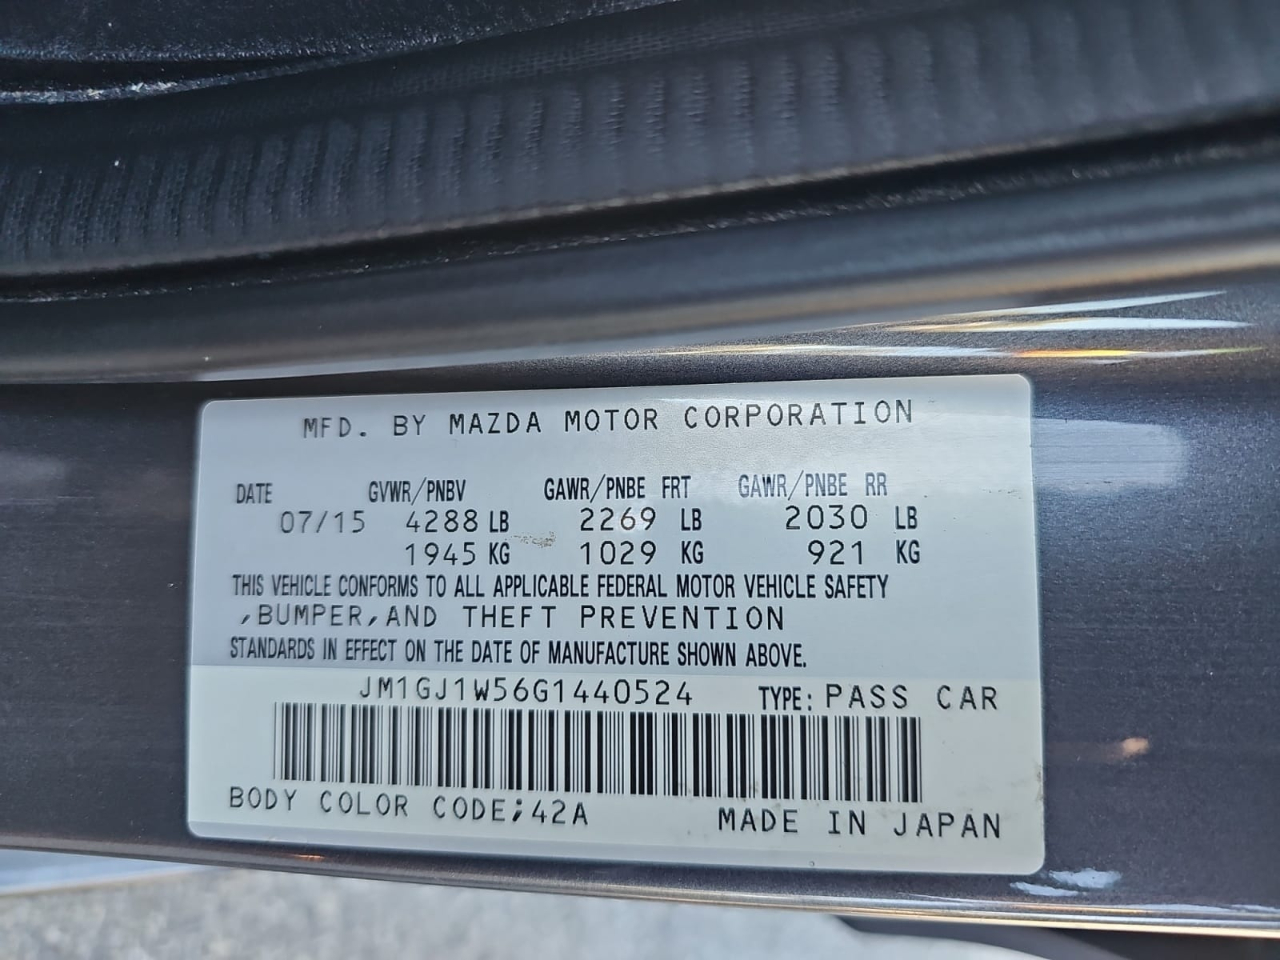 MFD. BY MAZDA MOTOR CORPORATION
DATE GVWR/PNBV GAWR/PNBE FRT GAWR/PNBE RR
07/15 4288 LB 2269 LB 2030 LB
1945 KG 1029 KG 921 KG
THIS VEHICLE CONFORMS TO ALL APPLICABLE FEDERAL MOTOR VEHICLE SAFETY
,BUMPER,AND THEFT PREVENTION
STANDARDS IN EFFECT ON THE DATE OF MANUFACTURE SHOWN ABOVE.
JM1GJ1W56G1440524 TYPE: PASS CAR
BODY COLOR CODE;42A MADE IN JAPAN